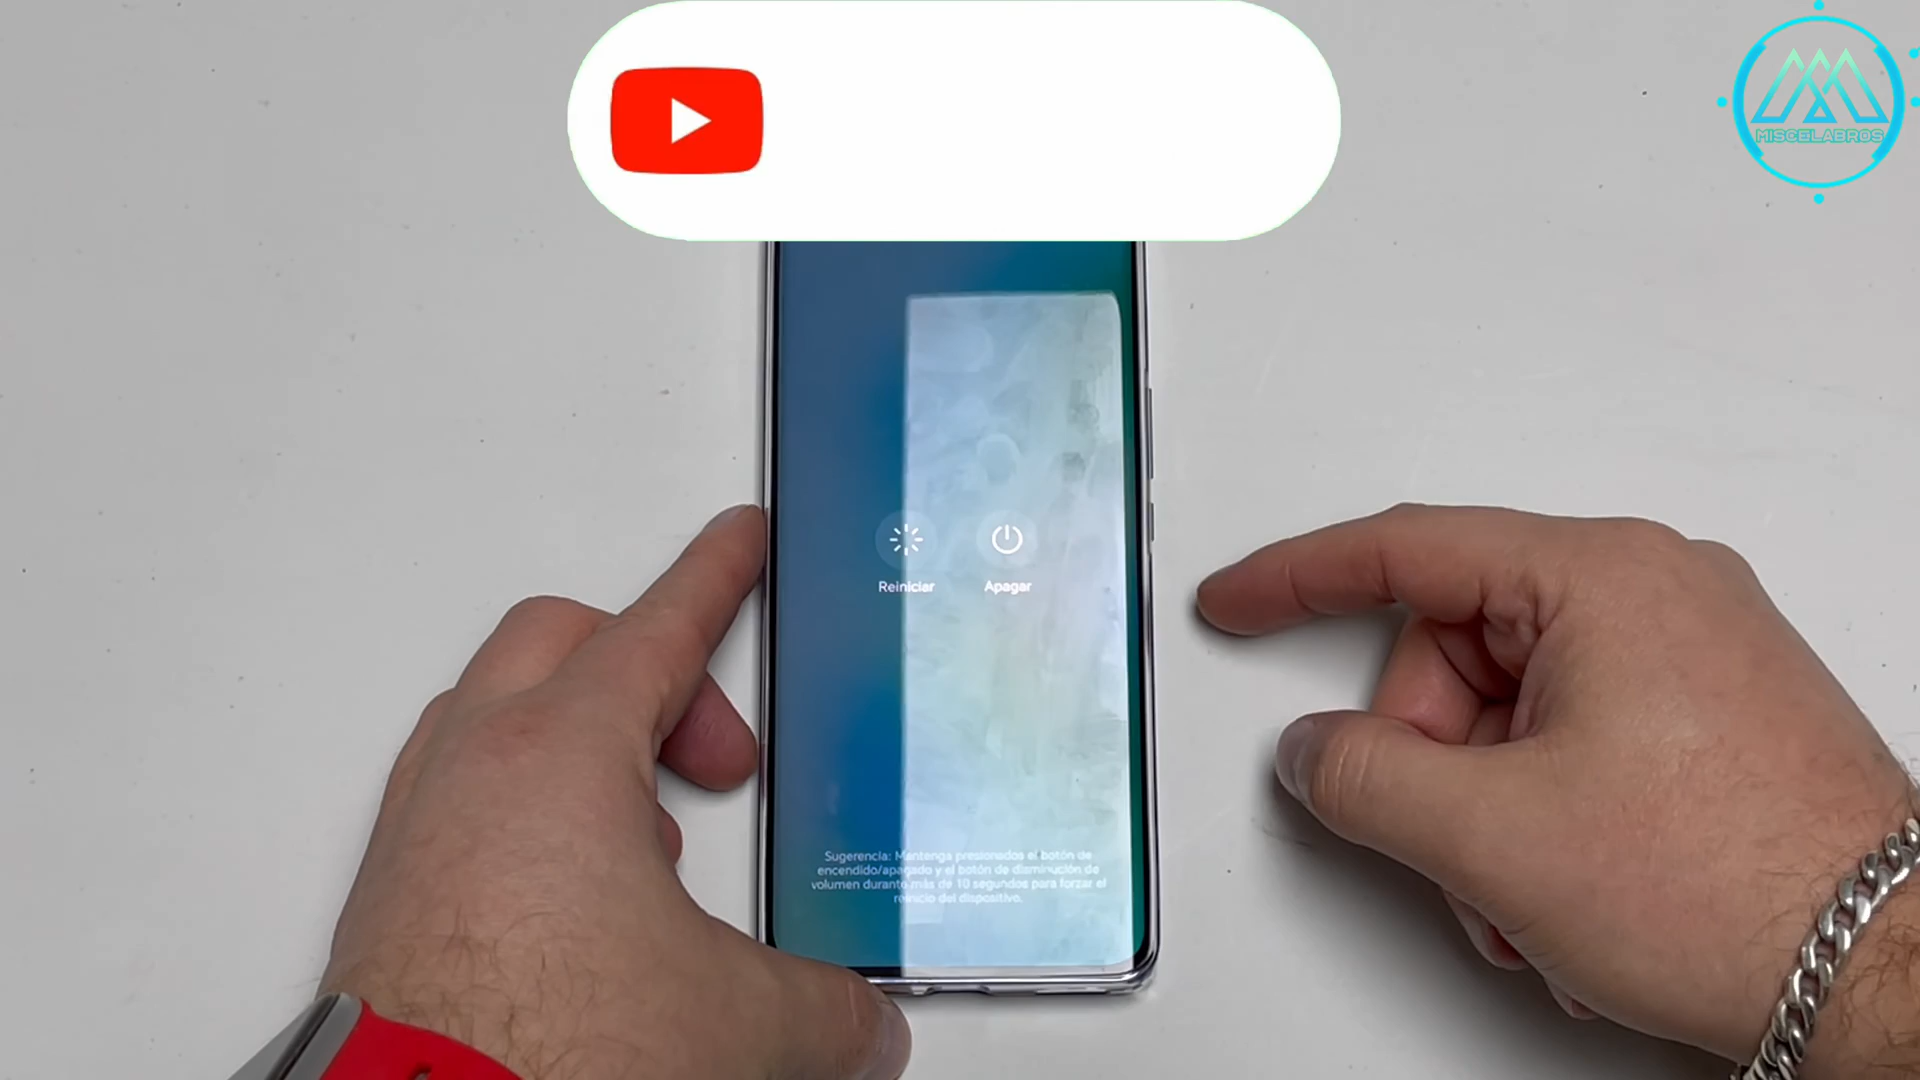 MISCELABROS
Reiniciar
Apagar
Sugerencia: Mantenga presionados el botón de
encendido/apagado y el botón de disminución de
volumen durante más de 10 segundos para forzar el
reinicio del dispositivo.